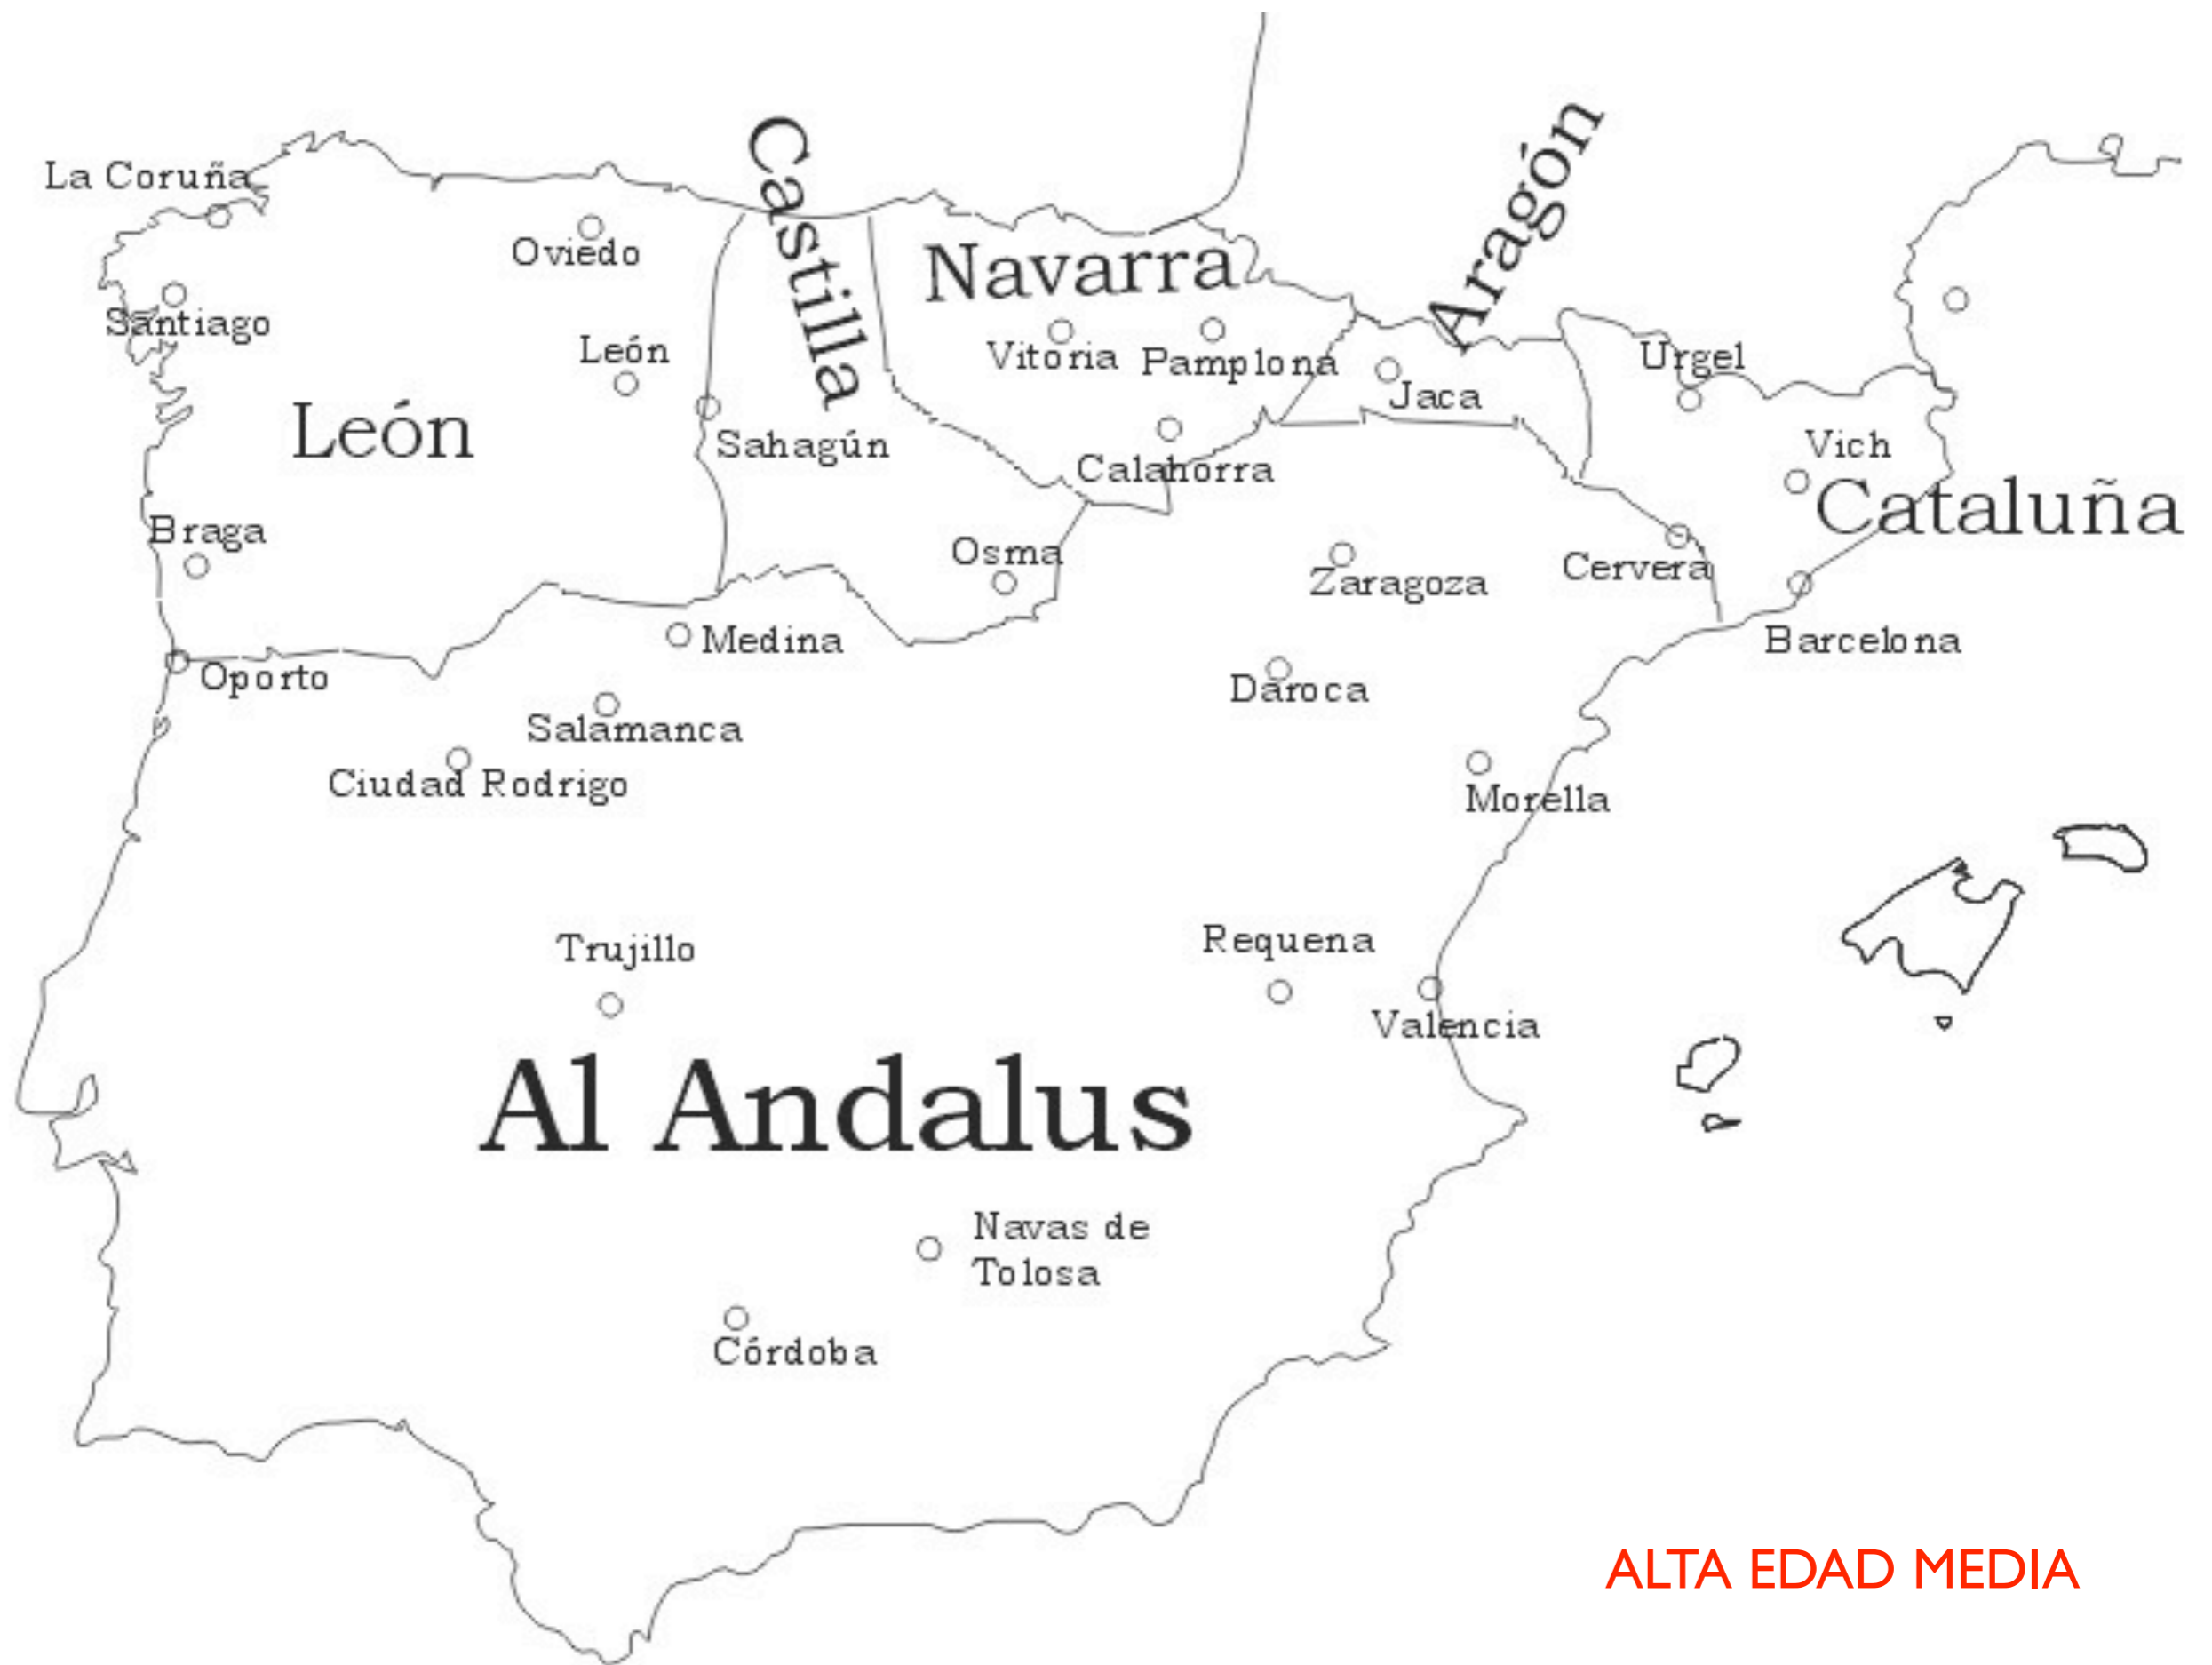 Castilla
Aragón
La Coruña
Oviedo
Navarra
Santiago
León
Vitoria
Pamplona
Urgel
Jaca
León
Sahagún
Vich
Calahorra
Cataluña
Braga
Osma
Zaragoza
Cervera
Medina
Barcelona
Oporto
Daroca
Salamanca
Ciudad Rodrigo
Morella
Trujillo
Requena
Valencia
Al Andalus
Navas de
Tolosa
Córdoba
ALTA EDAD MEDIA